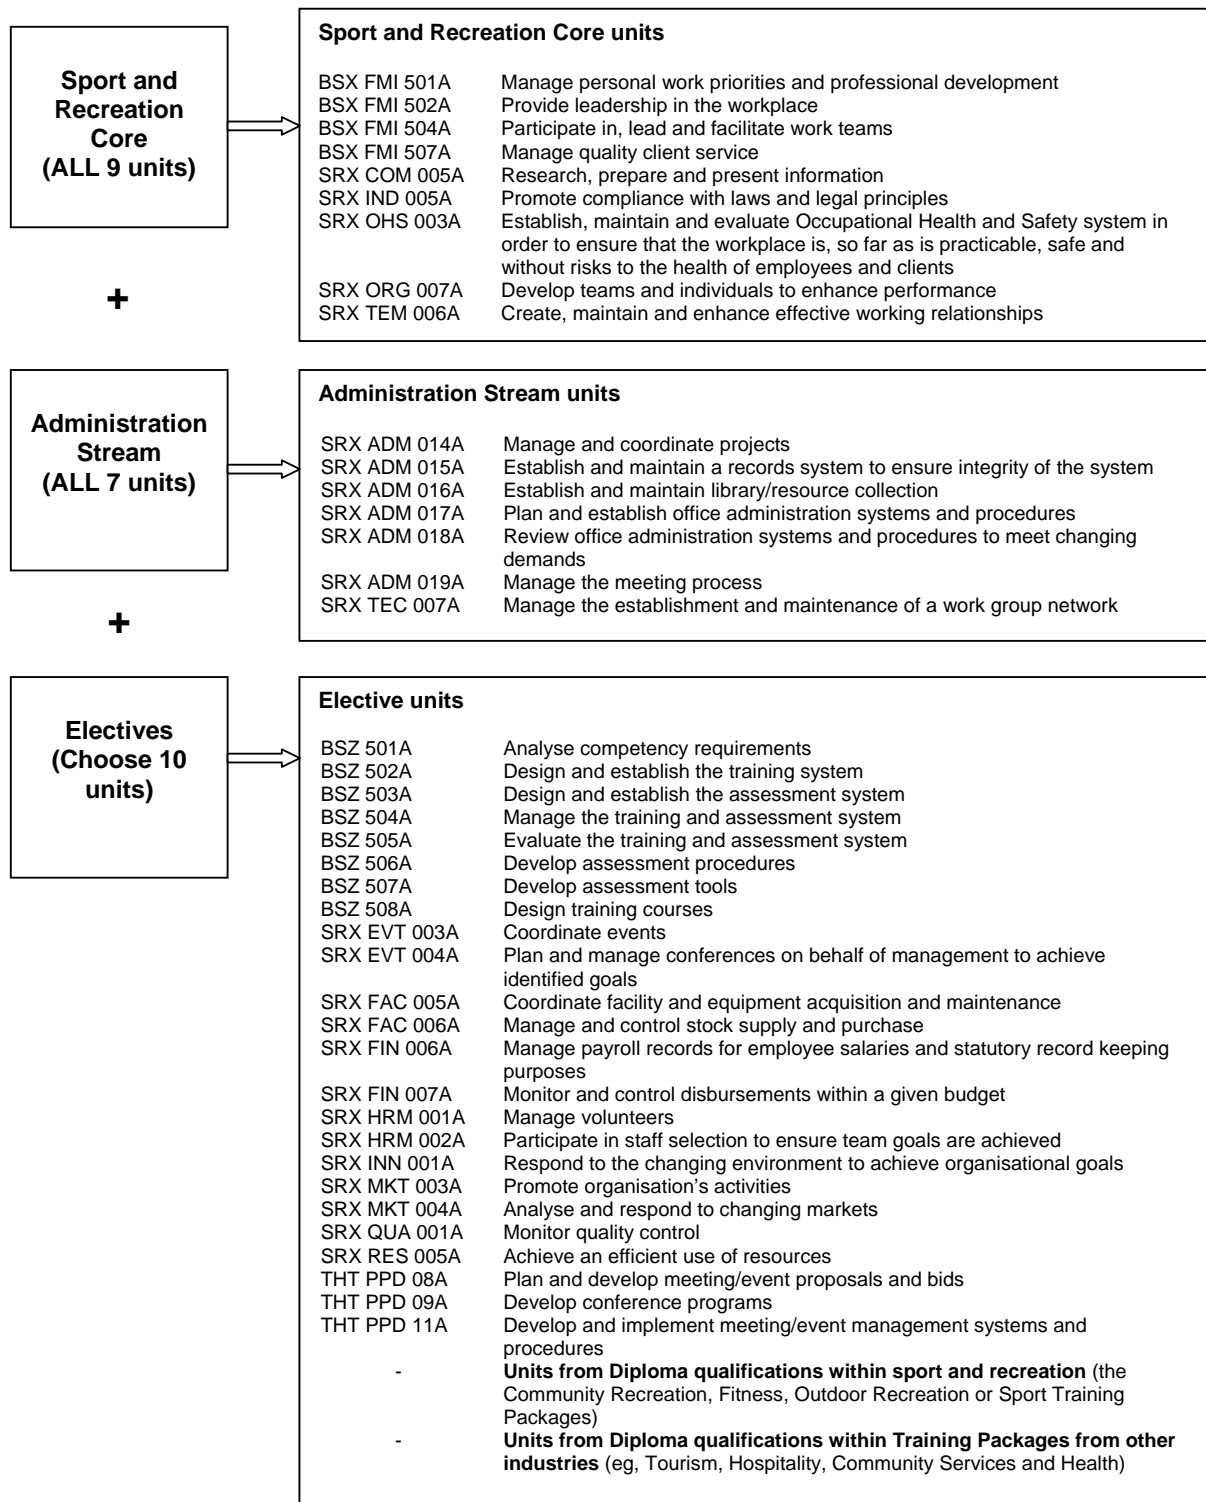 Sport and
Recreation
Core
(ALL 9 units)
Sport and Recreation Core units
BSX FMI 501A Manage personal work priorities and professional development
BSX FMI 502A Provide leadership in the workplace
BSX FMI 504A Participate in, lead and facilitate work teams
BSX FMI 507A Manage quality client service
SRX COM 005A Research, prepare and present information
SRX IND 005A Promote compliance with laws and legal principles
SRX OHS 003A Establish, maintain and evaluate Occupational Health and Safety system in
order to ensure that the workplace is, so far as is practicable, safe and
without risks to the health of employees and clients
SRX ORG 007A Develop teams and individuals to enhance performance
SRX TEM 006A Create, maintain and enhance effective working relationships
+
Administration
Stream
(ALL 7 units)
Administration Stream units
SRX ADM 014A Manage and coordinate projects
SRX ADM 015A Establish and maintain a records system to ensure integrity of the system
SRX ADM 016A Establish and maintain library/resource collection
SRX ADM 017A Plan and establish office administration systems and procedures
SRX ADM 018A Review office administration systems and procedures to meet changing
demands
SRX ADM 019A Manage the meeting process
SRX TEC 007A Manage the establishment and maintenance of a work group network
+
Electives
(Choose 10
units)
Elective units
BSZ 501A Analyse competency requirements
BSZ 502A Design and establish the training system
BSZ 503A Design and establish the assessment system
BSZ 504A Manage the training and assessment system
BSZ 505A Evaluate the training and assessment system
BSZ 506A Develop assessment procedures
BSZ 507A Develop assessment tools
BSZ 508A Design training courses
SRX EVT 003A Coordinate events
SRX EVT 004A Plan and manage conferences on behalf of management to achieve
identified goals
SRX FAC 005A Coordinate facility and equipment acquisition and maintenance
SRX FAC 006A Manage and control stock supply and purchase
SRX FIN 006A Manage payroll records for employee salaries and statutory record keeping
purposes
SRX FIN 007A Monitor and control disbursements within a given budget
SRX HRM 001A Manage volunteers
SRX HRM 002A Participate in staff selection to ensure team goals are achieved
SRX INN 001A Respond to the changing environment to achieve organisational goals
SRX MKT 003A Promote organisation's activities
SRX MKT 004A Analyse and respond to changing markets
SRX QUA 001A Monitor quality control
SRX RES 005A Achieve an efficient use of resources
THT PPD 08A Plan and develop meeting/event proposals and bids
THT PPD 09A Develop conference programs
THT PPD 11A Develop and implement meeting/event management systems and
procedures
- Units from Diploma qualifications within sport and recreation (the
Community Recreation, Fitness, Outdoor Recreation or Sport Training
Packages)
- Units from Diploma qualifications within Training Packages from other
industries (eg, Tourism, Hospitality, Community Services and Health)